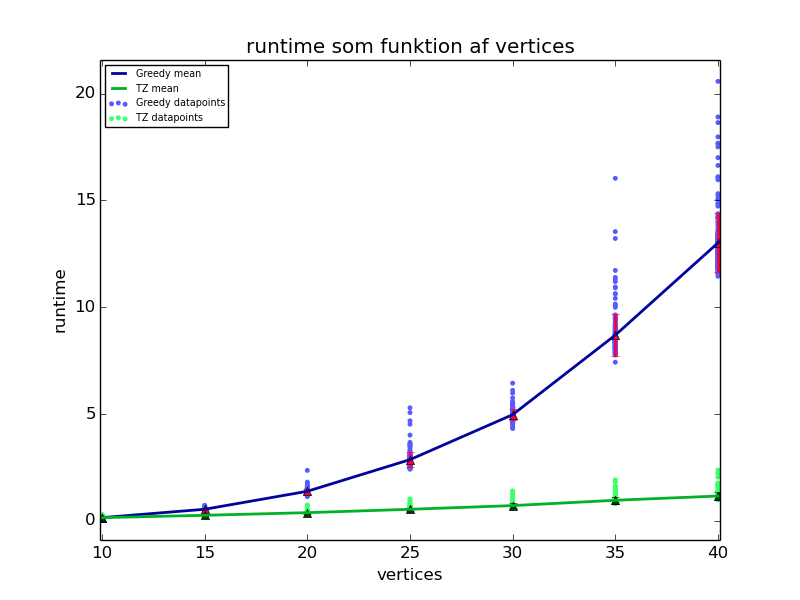 runtime som funktion af vertices
Greedy mean
TZ mean
Greedy datapoints
TZ datapoints
20
15
10
5
0
runtime
10 15 20 25 30 35 40
vertices